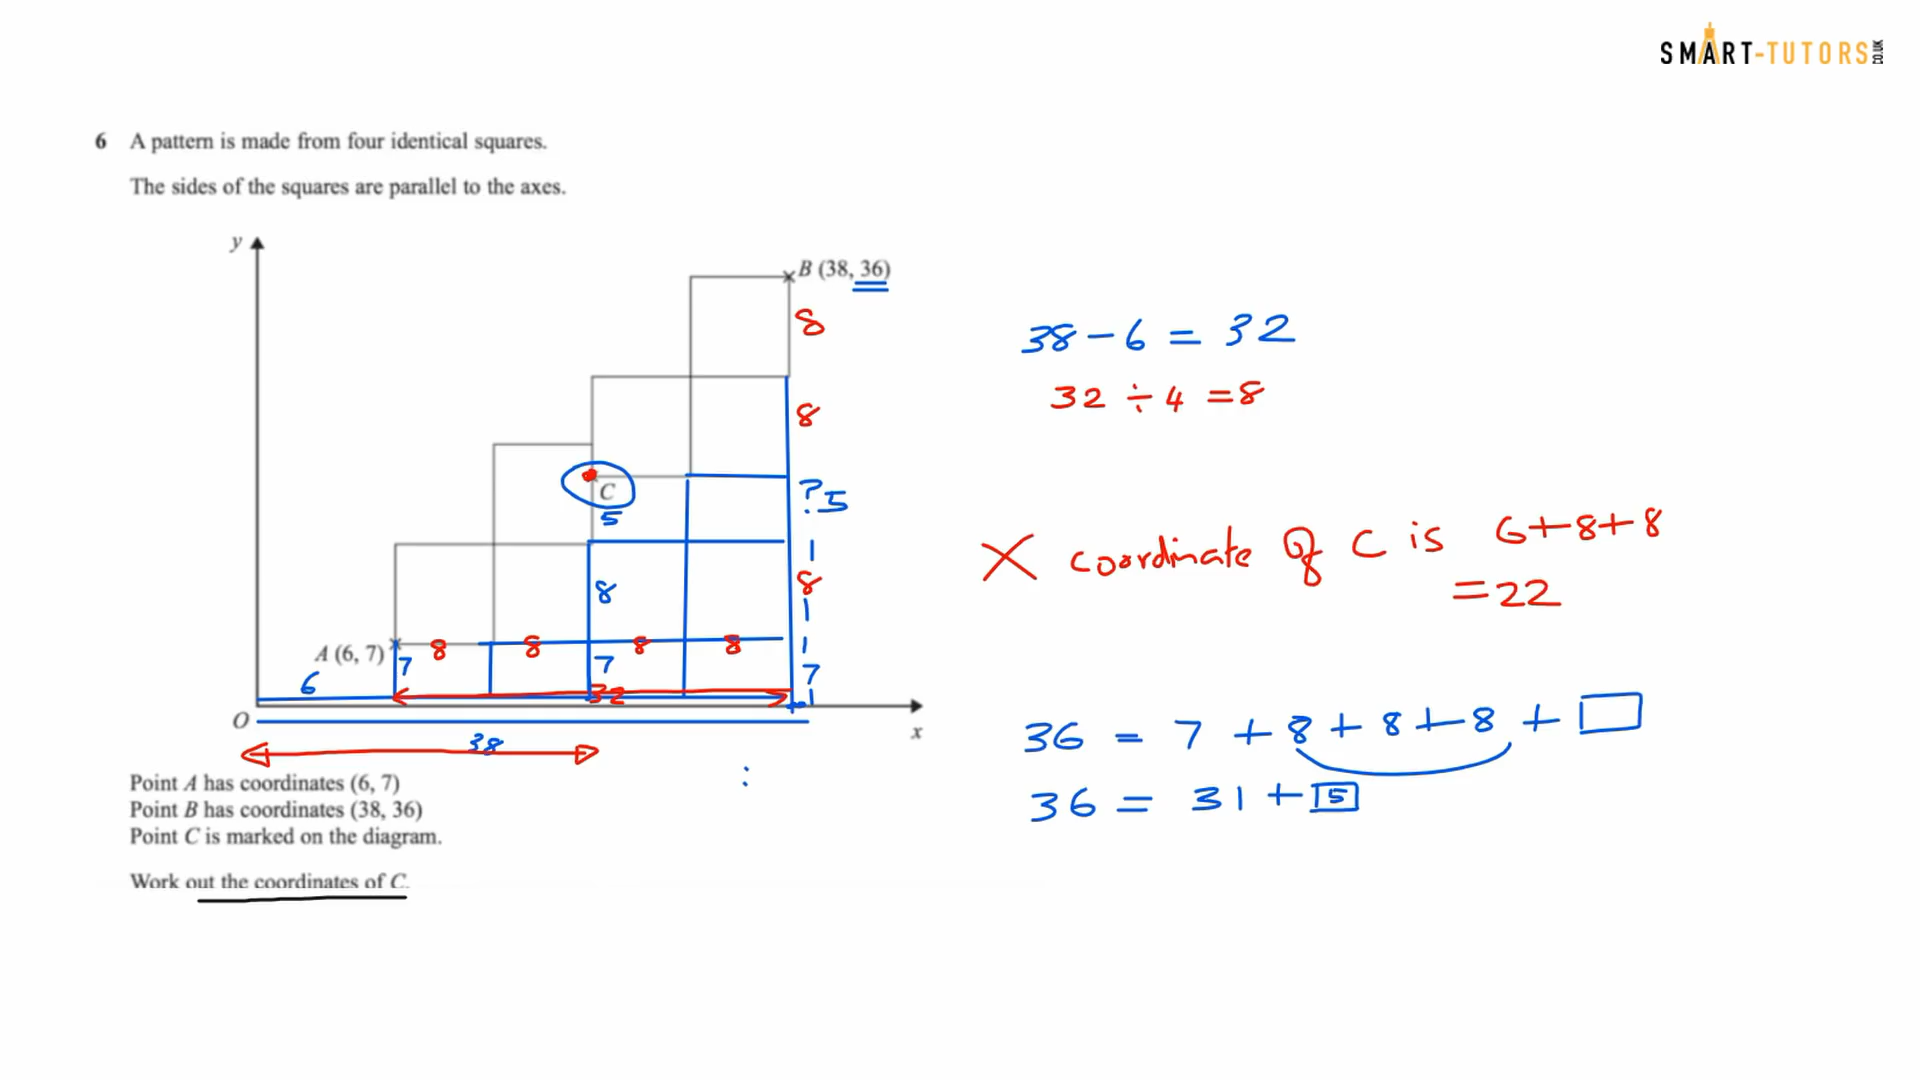 SMART-TUTORS.CO.UK
6 A pattern is made from four identical squares.
The sides of the squares are parallel to the axes.
y
B (38, 36)
8
38 - 6 = 32
8
32 ÷ 4 = 8
C
? 5
5
X coordinate of C is 6+8+8
= 22
8
8
A (6, 7)
8 8 8 8
7 7 7
6
32
O
x
38
36 = 7 + 8 + 8 + 8 + □
36 = 31 + 5
Point A has coordinates (6, 7)
Point B has coordinates (38, 36)
Point C is marked on the diagram.
Work out the coordinates of C.